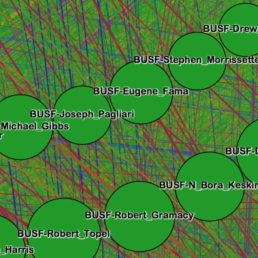 BUSF-Drew
BUSF-Stephen_Morrissette
BUSF-Eugene_Fama
BUSF-Joseph_Pagliari
Michael_Gibbs
BUSF-N_Bora_Keskin
BUSF-Robert_Gramacy
BUSF-Robert_Topel
Harris